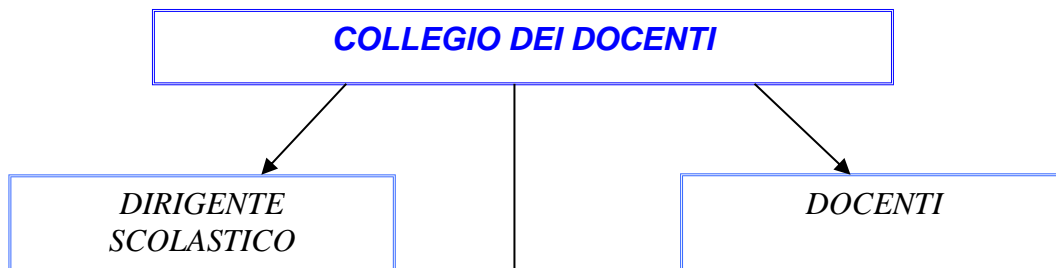 COLLEGIO DEI DOCENTI
DIRIGENTE
SCOLASTICO
DOCENTI